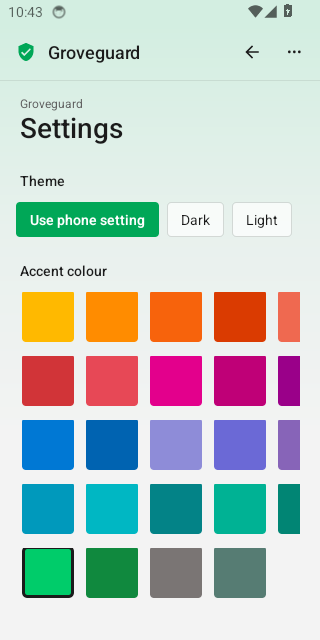 10:43
Groveguard
Groveguard
Settings
Theme
Use phone setting
Dark
Light
Accent colour